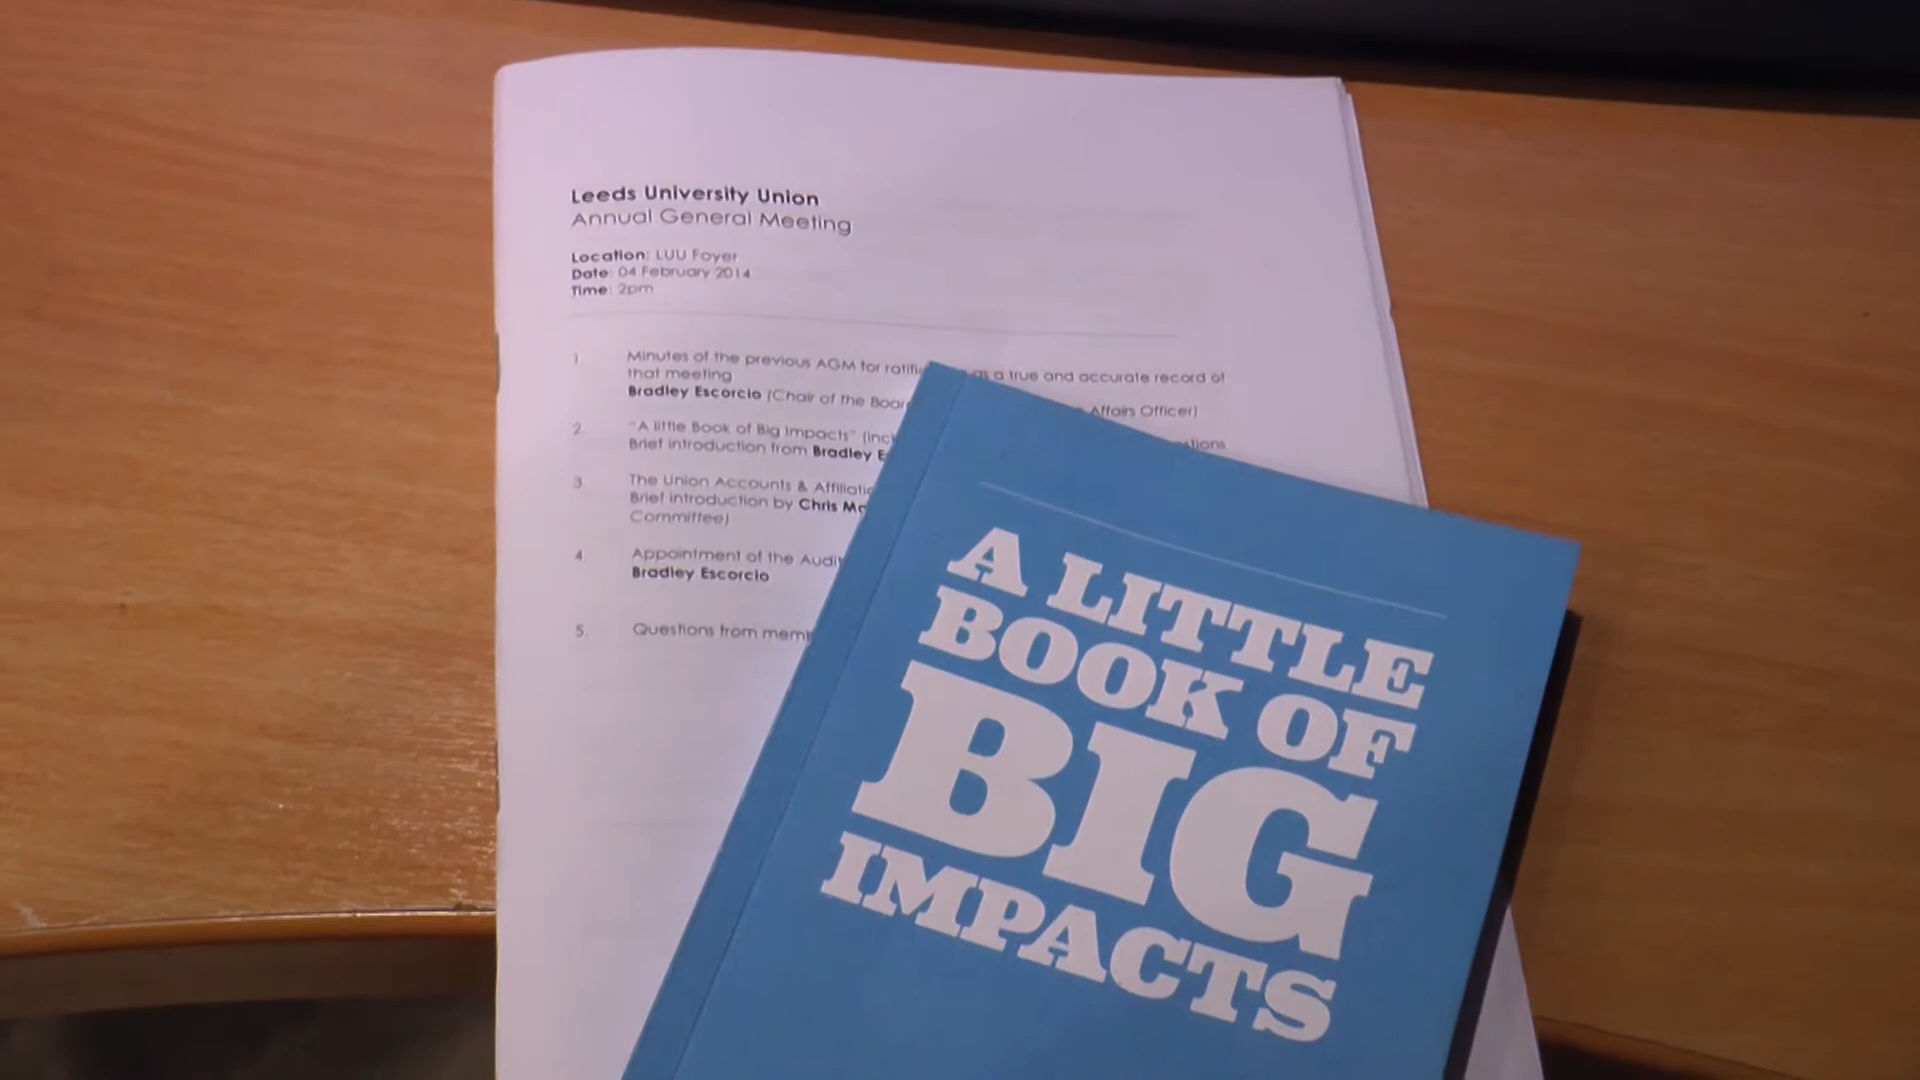 Leeds University Union
Annual General Meeting
Location: LUU Foyer
Date: 04 February 2014
Time: 2pm
1. Minutes of the previous AGM for as a true and accurate record of
that meeting
Bradley Escorcio (Chair of the Affairs Officer)
2. "A little Book of Big Impacts"
Brief introduction from Bradley
3. The Union Accounts &
Brief introduction by Chris
Committee)
4 Appointment of the
Bradley Escorcio
5. Questions from
A LITTLE
BOOK OF
BIG
IMPACTS